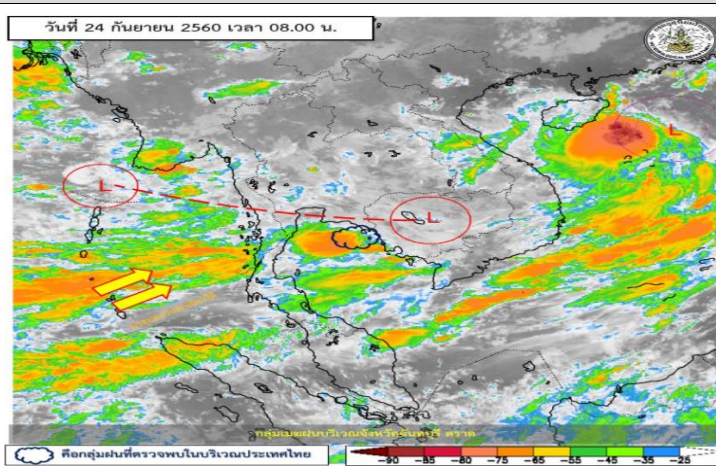 วันที่ 24 กันยายน 2560 เวลา 08.00 น.
L
L
L
กลุ่มเมฆฝนบริเวณจังหวัดจันทบุรี ตราด
คือกลุ่มฝนที่ตรวจพบในบริเวณประเทศไทย
-90 -85 -80 -75 -65 -55 -45 -35 -25